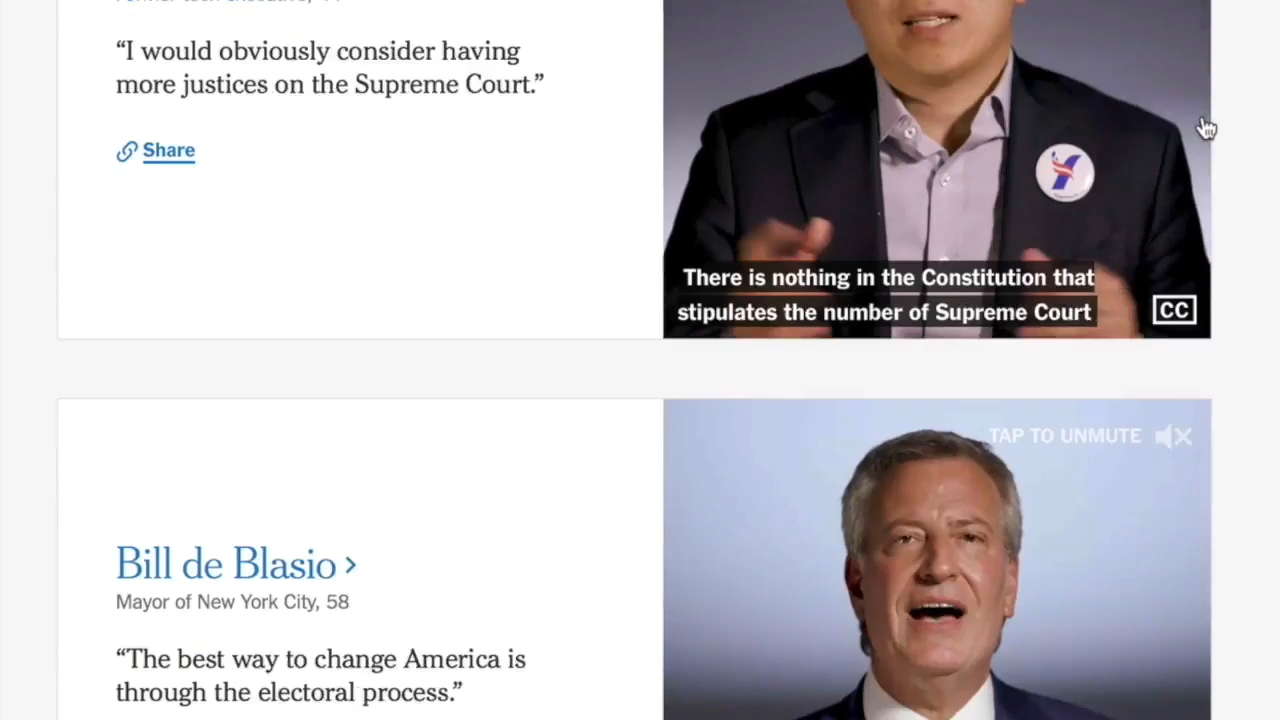 “I would obviously consider having
more justices on the Supreme Court.”
Share
There is nothing in the Constitution that
stipulates the number of Supreme Court
CC
TAP TO UNMUTE
Bill de Blasio ›
Mayor of New York City, 58
“The best way to change America is
through the electoral process.”